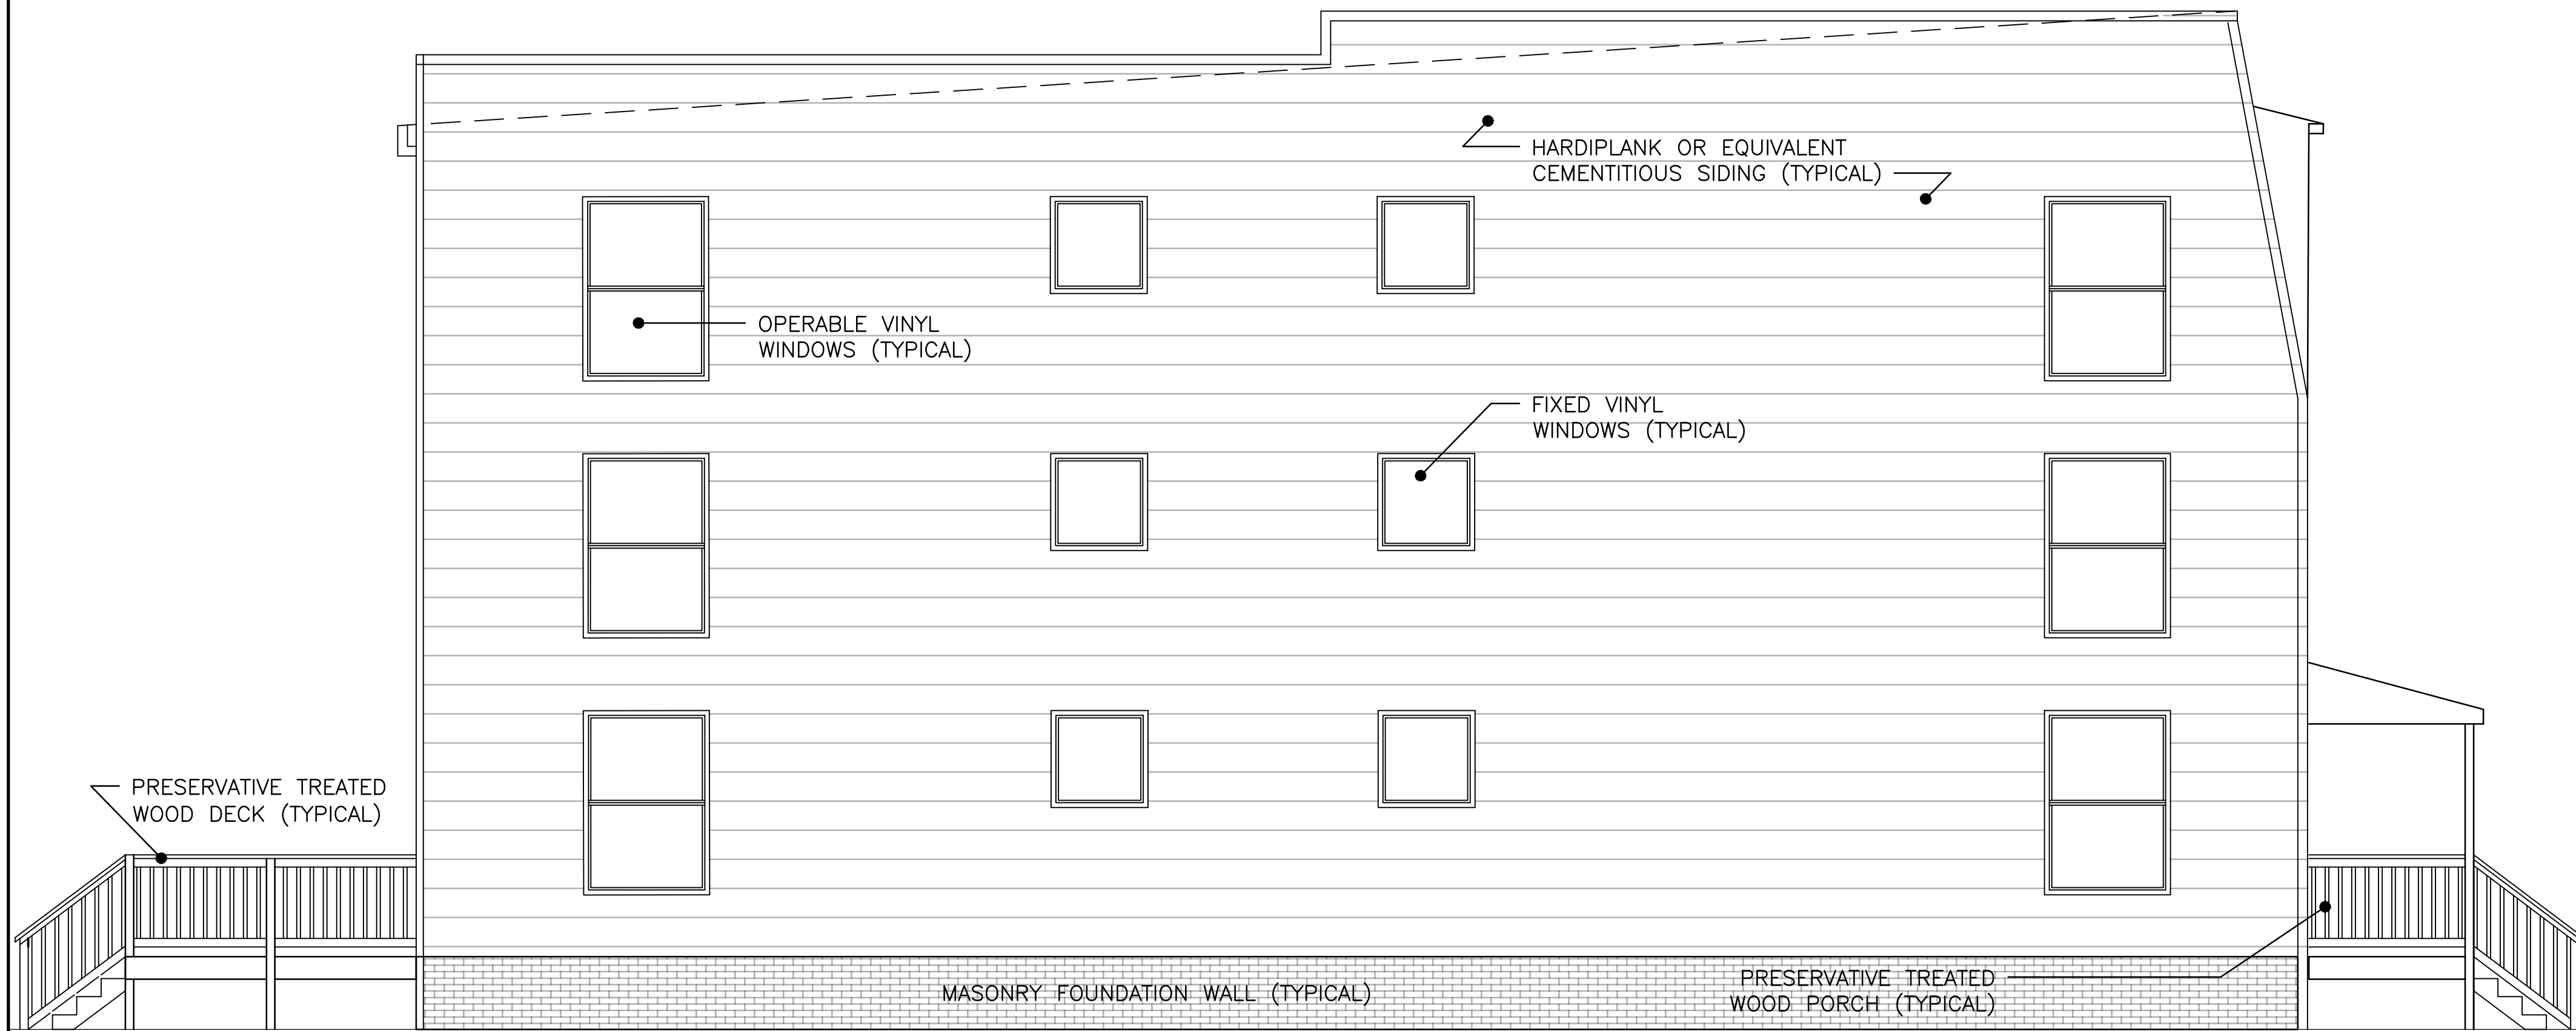 HARDIPLANK OR EQUIVALENT
CEMENTITIOUS SIDING (TYPICAL)
OPERABLE VINYL
WINDOWS (TYPICAL)
FIXED VINYL
WINDOWS (TYPICAL)
PRESERVATIVE TREATED
WOOD DECK (TYPICAL)
MASONRY FOUNDATION WALL (TYPICAL)
PRESERVATIVE TREATED
WOOD PORCH (TYPICAL)